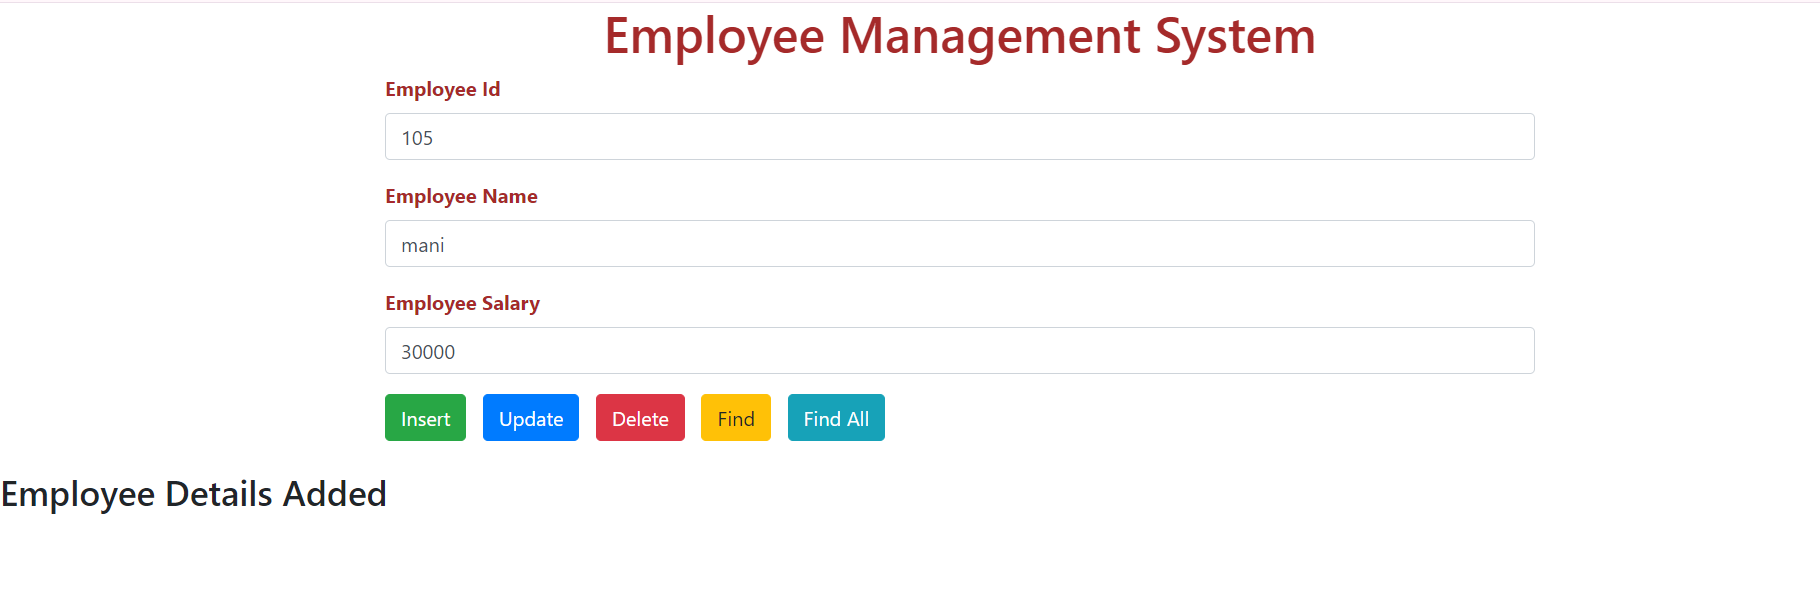 Employee Management System
Employee Id
105
Employee Name
mani
Employee Salary
30000
Insert Update Delete Find Find All
Employee Details Added